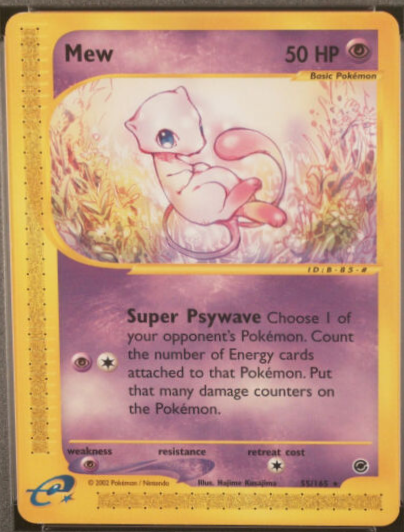 Mew 50 HP
Basic Pokémon
ID:B-85-#
Super Psywave Choose 1 of
your opponent's Pokémon. Count
the number of Energy cards
attached to that Pokémon. Put
that many damage counters on
the Pokémon.
weakness resistance retreat cost
© 2002 Pokémon / Nintendo Illus. Hajime Kusajima 55/165 ★
e